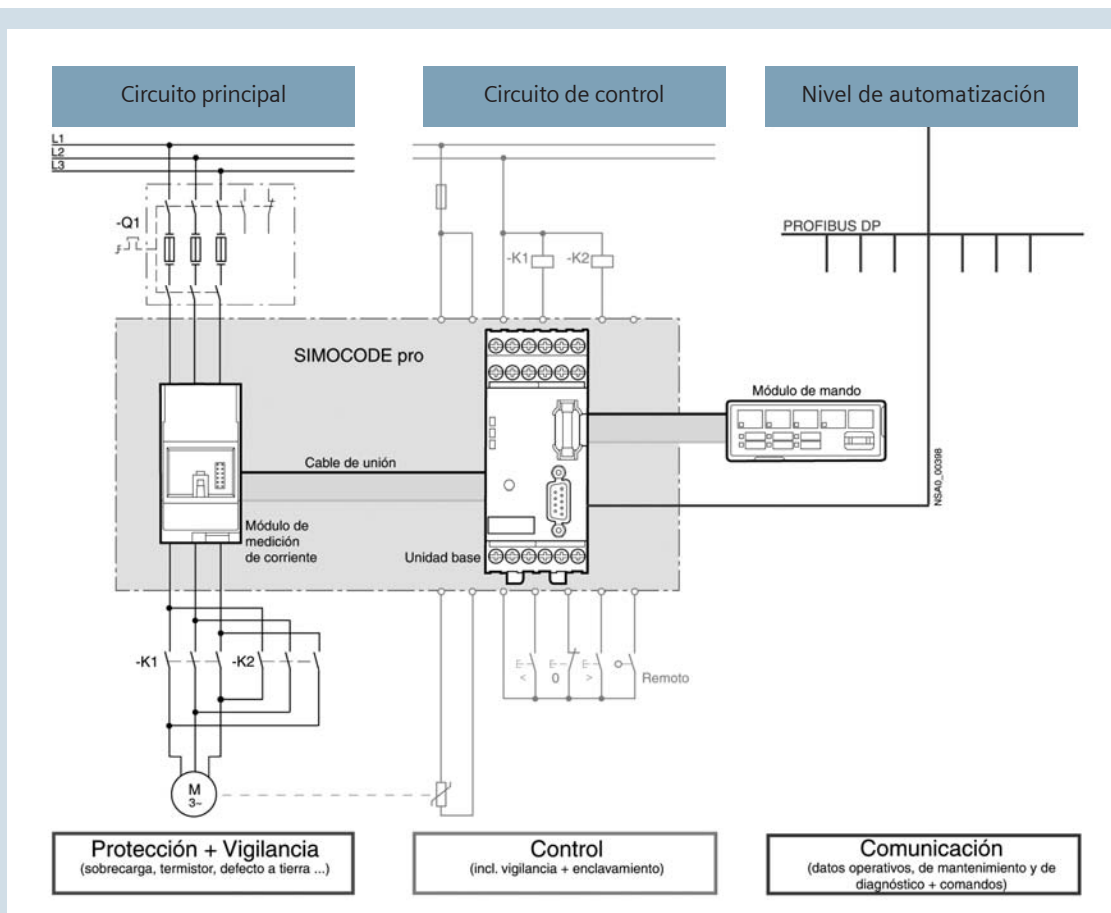 Circuito principal
Circuito de control
Nivel de automatización
L1
L2
L3
-Q1
-K1
-K2
PROFIBUS DP
SIMOCODE pro
Módulo de mando
Cable de unión
NSA0_00398
Módulo de
medición
de corriente
Unidad base
-K1
-K2
E-
E-
E-
<
0
>
Remoto
M
3~
Protección + Vigilancia
(sobrecarga, termistor, defecto a tierra ...)
Control
(incl. vigilancia + enclavamiento)
Comunicación
(datos operativos, de mantenimiento y de
diagnóstico + comandos)